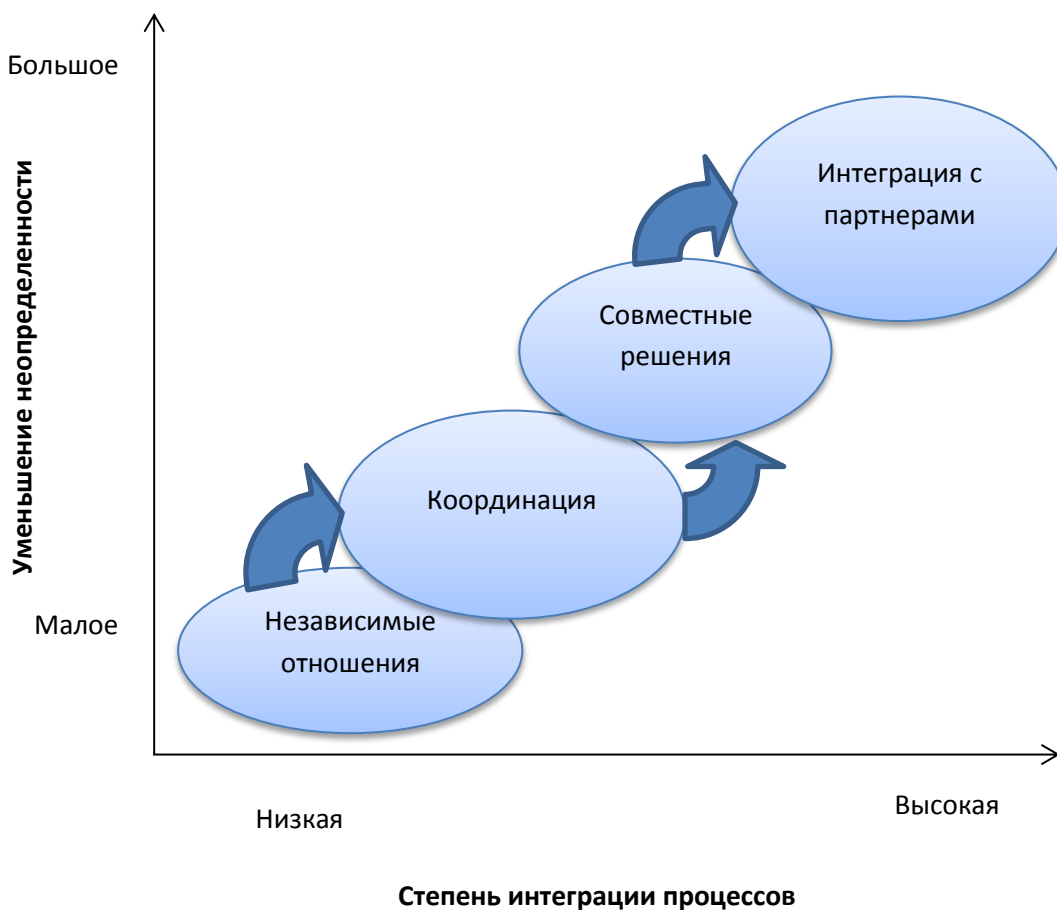 Большое
Уменьшение неопределенности
Интеграция с
партнерами
Совместные
решения
Координация
Независимые
отношения
Малое
Низкая
Высокая
Степень интеграции процессов